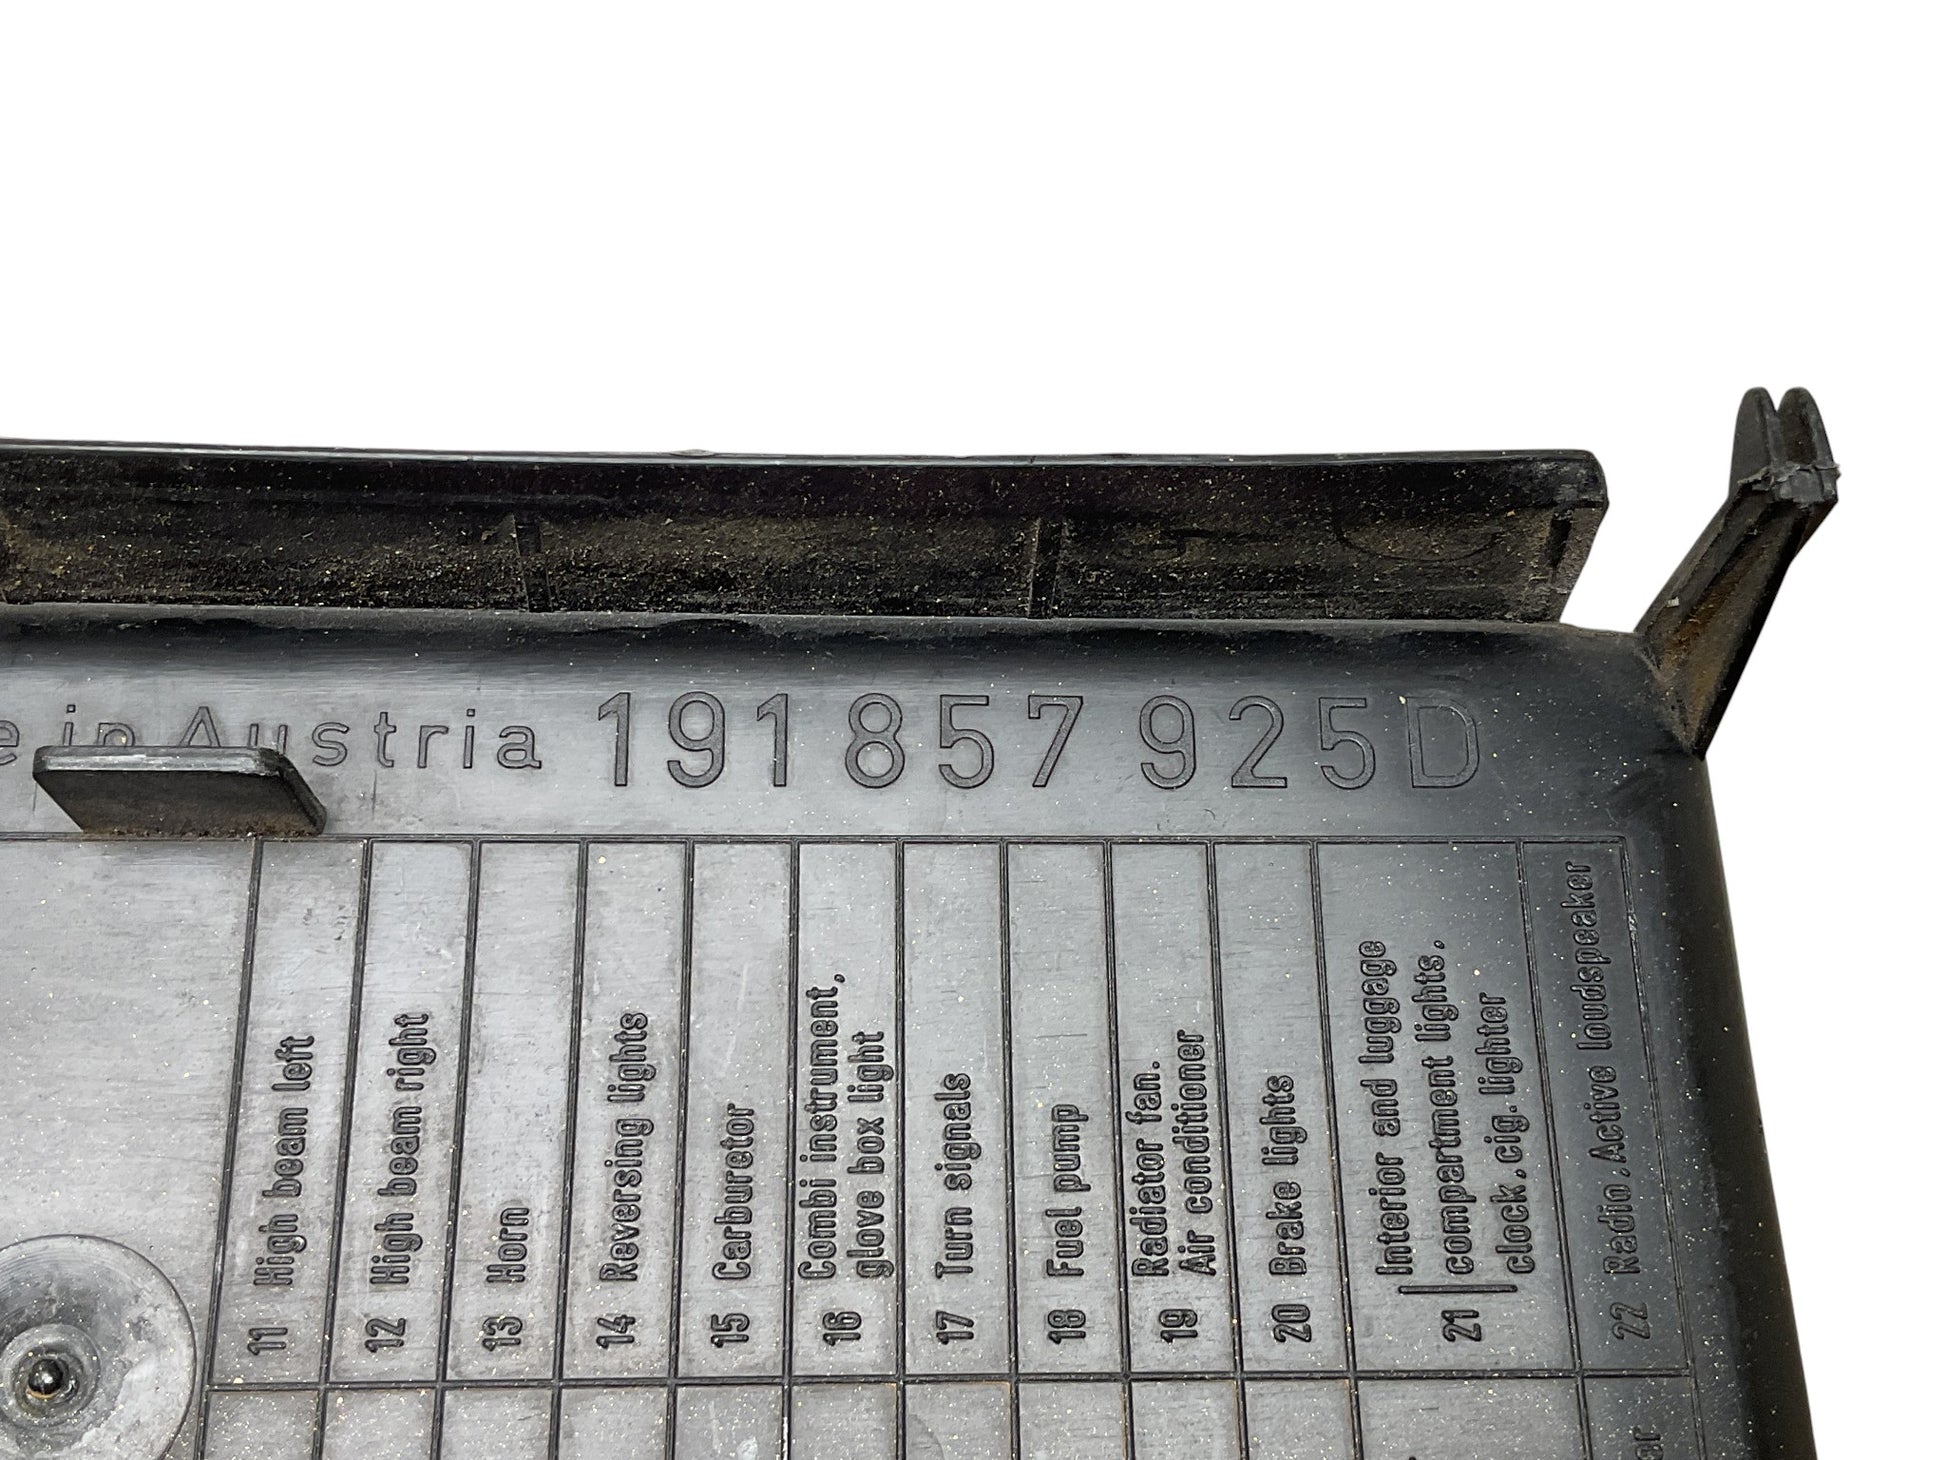 e in Austria 191 857 925D
11 High beam left
12 High beam right
13 Horn
14 Reversing lights
15 Carburetor
16 Combi instrument,
glove box light
17 Turn signals
18 Fuel pump
19 Radiator fan.
Air conditioner
20 Brake lights
21 Interior and luggage
compartment lights.
clock. cig. lighter
22 Radio. Active loudspeaker
er